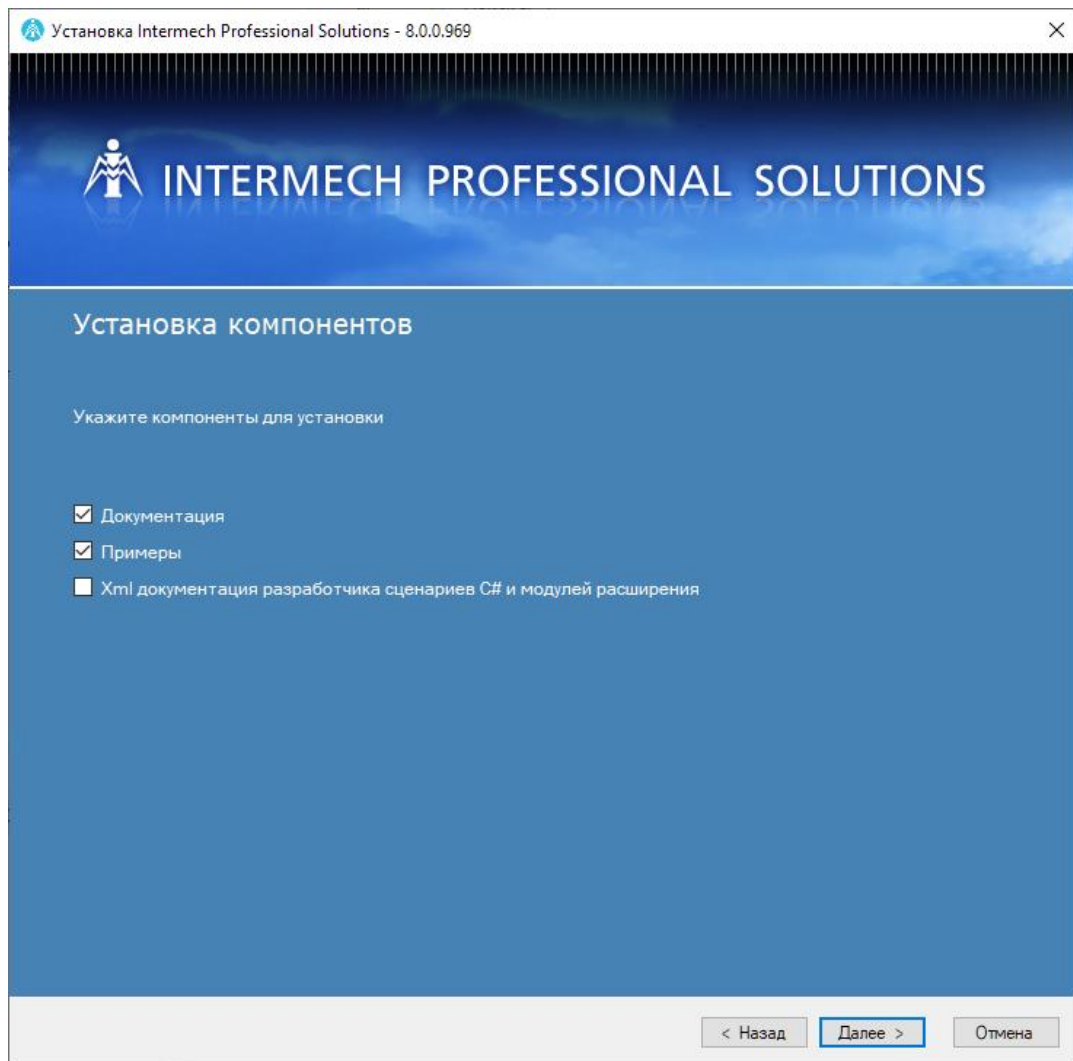 Установка Intermech Professional Solutions - 8.0.0.969
INTERMECH PROFESSIONAL SOLUTIONS
Установка компонентов
Укажите компоненты для установки
Документация
Примеры
Xml документация разработчика сценариев C# и модулей расширения
< Назад Далее > Отмена